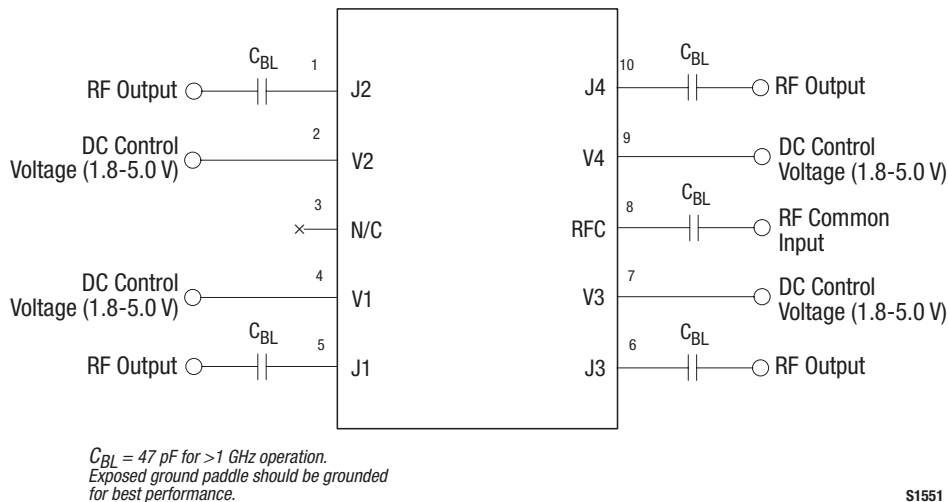 C_BL
1
RF Output
J2
2
DC Control
Voltage (1.8-5.0 V)
V2
3
N/C
4
DC Control
Voltage (1.8-5.0 V)
V1
C_BL
5
RF Output
J1
10
C_BL
J4
RF Output
9
V4
DC Control
Voltage (1.8-5.0 V)
C_BL
8
RFC
RF Common
Input
7
V3
DC Control
Voltage (1.8-5.0 V)
C_BL
6
J3
RF Output
C_BL = 47 pF for >1 GHz operation.
Exposed ground paddle should be grounded
for best performance.
S1551